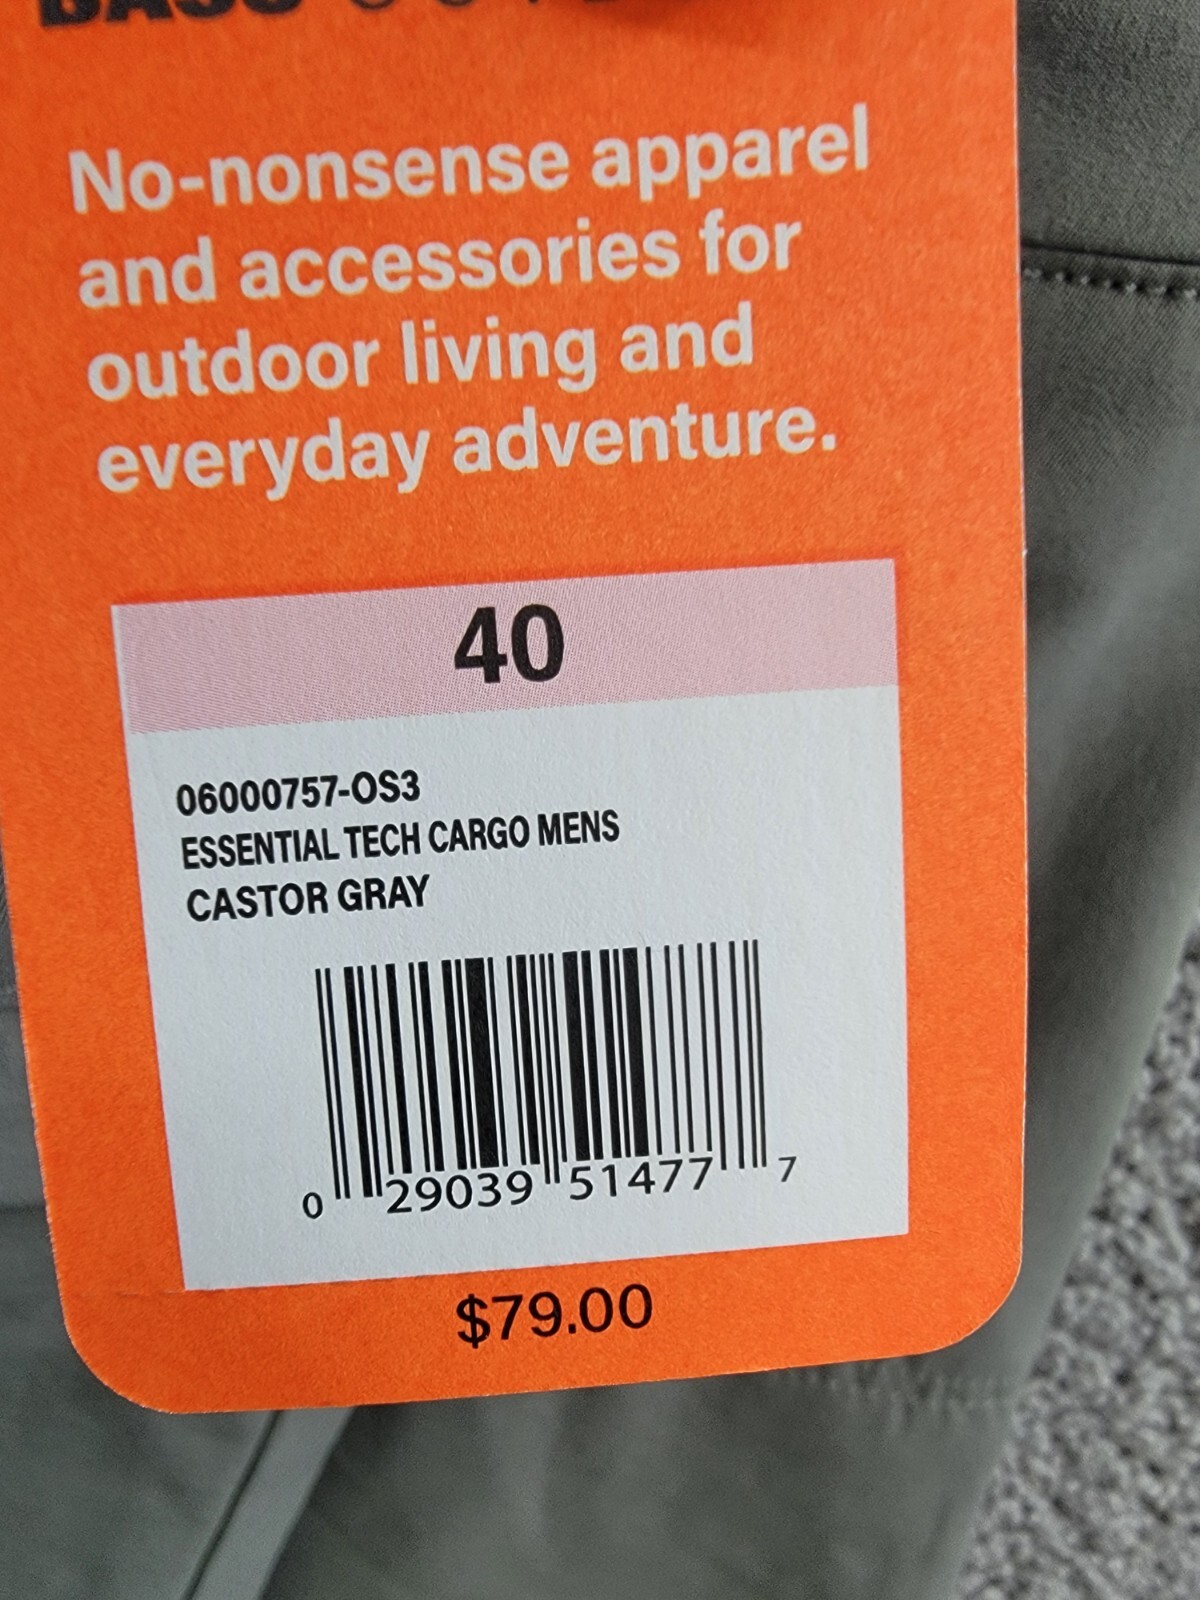 BASS
No-nonsense apparel
and accessories for
outdoor living and
everyday adventure.
40
06000757-OS3
ESSENTIAL TECH CARGO MENS
CASTOR GRAY
0 29039 51477 7
$79.00